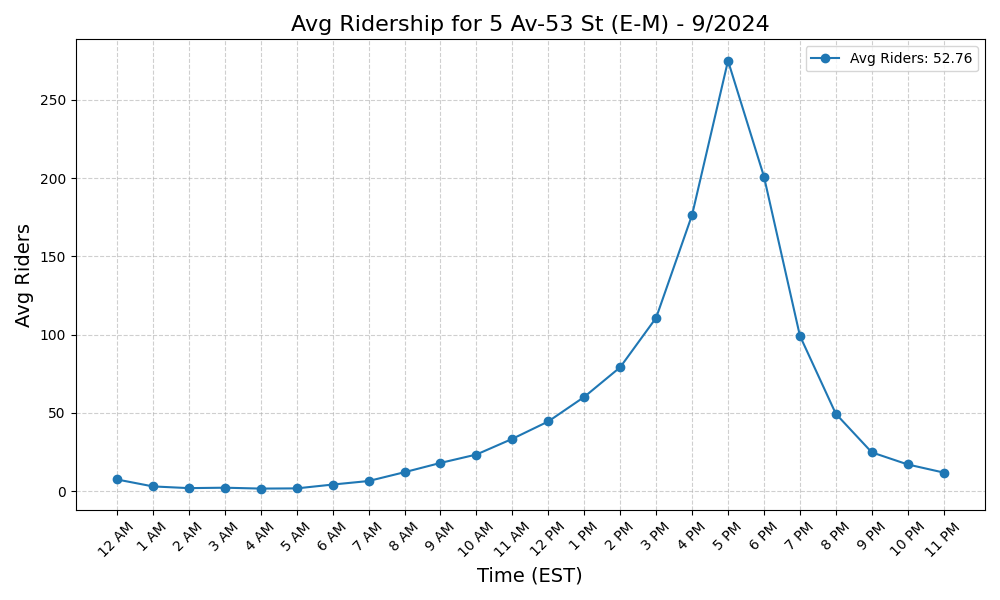 Avg Ridership for 5 Av-53 St (E-M) - 9/2024
Avg Riders: 52.76
Avg Riders
250
200
150
100
50
0
12 AM 1 AM 2 AM 3 AM 4 AM 5 AM 6 AM 7 AM 8 AM 9 AM 10 AM 11 AM 12 PM 1 PM 2 PM 3 PM 4 PM 5 PM 6 PM 7 PM 8 PM 9 PM 10 PM 11 PM
Time (EST)